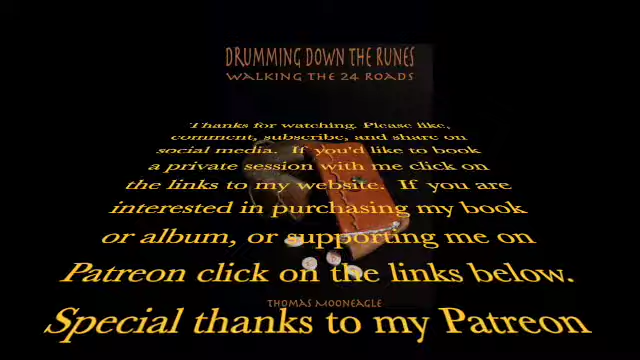 DRUMMING DOWN THE RUNES
WALKING THE 24 ROADS
Thanks for watching. Please like,
comment, subscribe, and share on
social media. If you'd like to book
a private session with me click on
the links to my website. If you are
interested in purchasing my book
or album, or supporting me on
Patreon click on the links below.
THOMAS MOONEAGLE
Special thanks to my Patreon